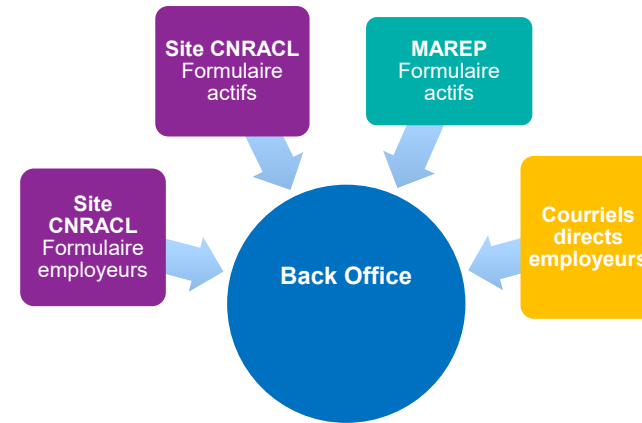 Site CNRACL
Formulaire
actifs
MAREP
Formulaire
actifs
Site
CNRACL
Formulaire
employeurs
Courriels
directs
employeurs
Back Office